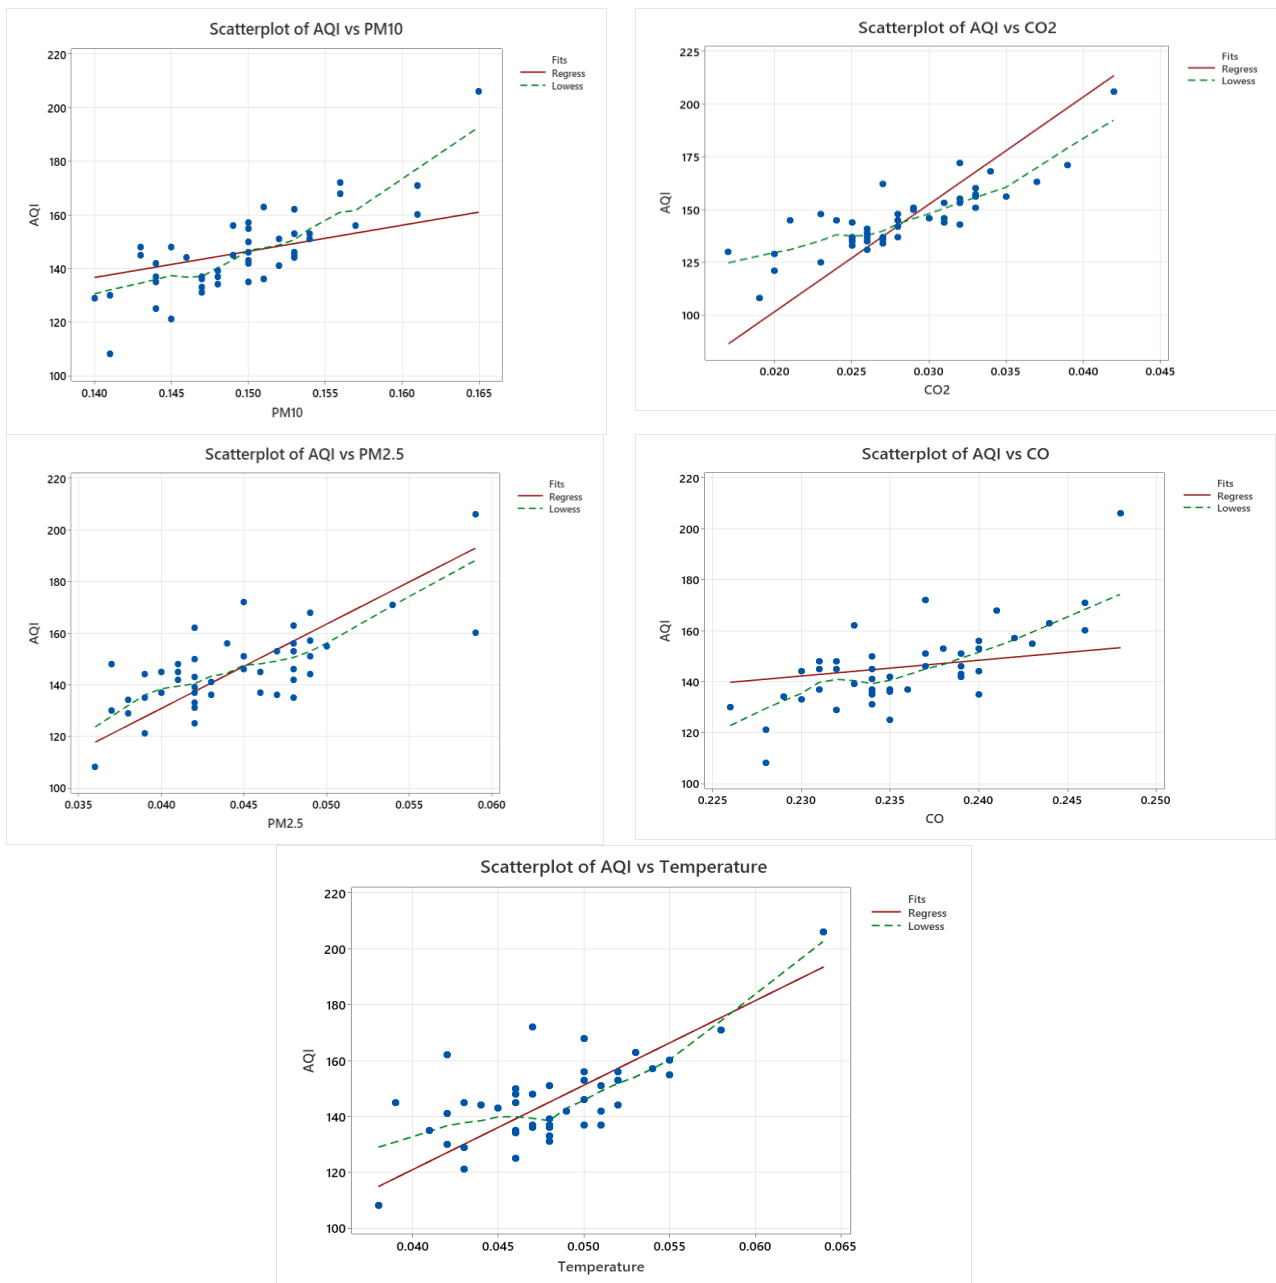 Scatterplot of AQI vs PM10
220
200
180
160
140
120
100
AQI
0.140 0.145 0.150 0.155 0.160 0.165
PM10
Fits
Regress
Lowess
Scatterplot of AQI vs CO2
225
200
175
150
125
100
AQI
0.020 0.025 0.030 0.035 0.040 0.045
CO2
Fits
Regress
Lowess
Scatterplot of AQI vs PM2.5
220
200
180
160
140
120
100
AQI
0.035 0.040 0.045 0.050 0.055 0.060
PM2.5
Fits
Regress
Lowess
Scatterplot of AQI vs CO
220
200
180
160
140
120
100
AQI
0.225 0.230 0.235 0.240 0.245 0.250
CO
Fits
Regress
Lowess
Scatterplot of AQI vs Temperature
220
200
180
160
140
120
100
AQI
0.040 0.045 0.050 0.055 0.060 0.065
Temperature
Fits
Regress
Lowess